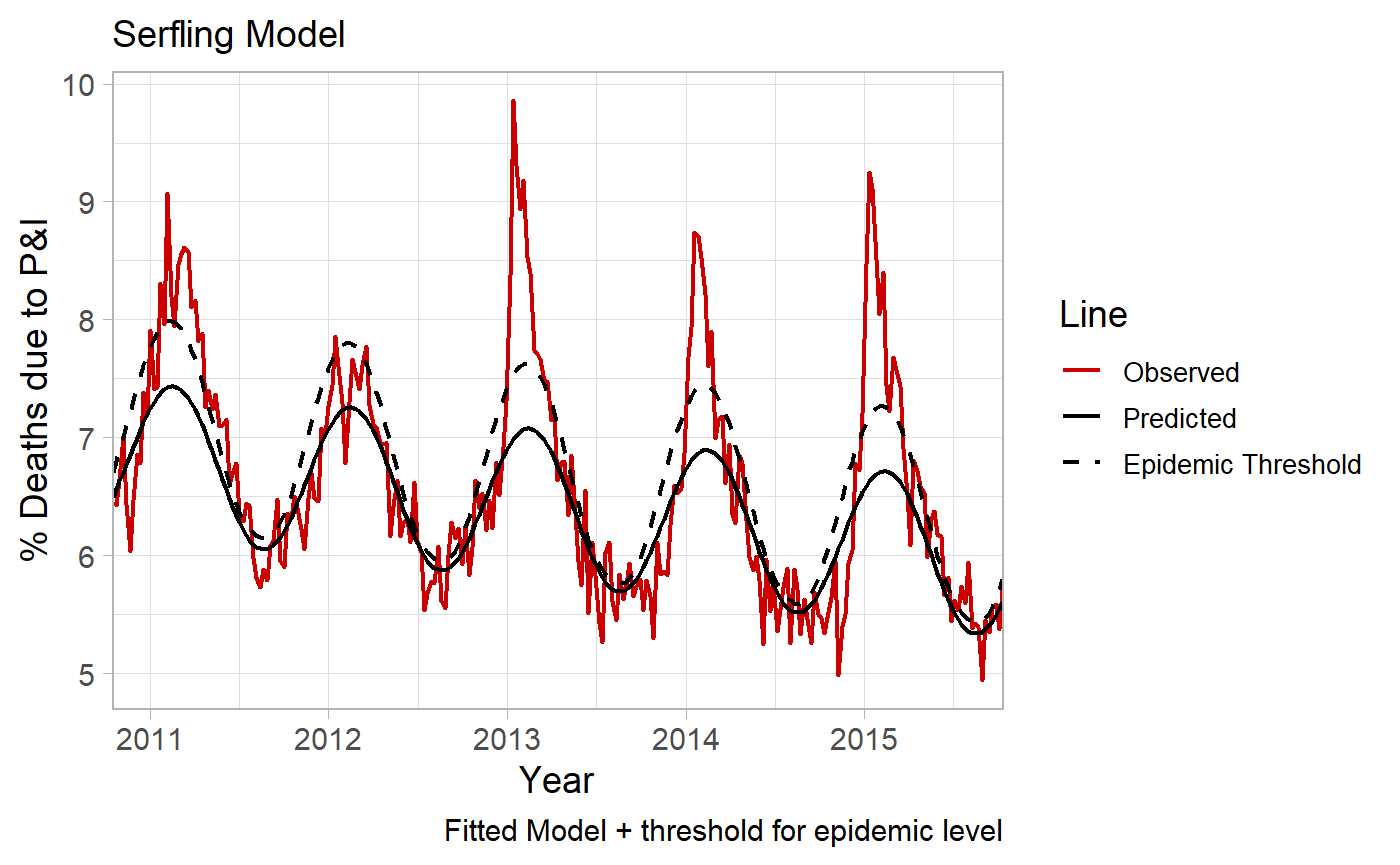 Serfling Model
10
9
8
7
6
5
% Deaths due to P&I
2011 2012 2013 2014 2015
Year
Fitted Model + threshold for epidemic level
Line
Observed
Predicted
Epidemic Threshold